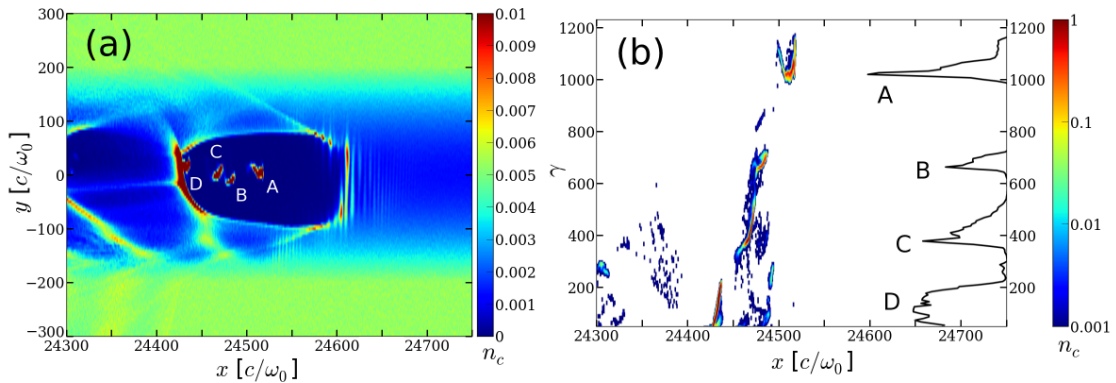 (a)
300
200
100
0
−100
−200
−300
y [c/ω₀]
24300
24400
24500
24600
24700
x [c/ω₀]
C
D
B
A
0.010
0.009
0.008
0.007
0.006
0.005
0.004
0.003
0.002
0.001
0
n_c
(b)
1200
1000
800
600
400
200
γ
24300
24400
24500
24600
24700
x [c/ω₀]
A
B
C
D
1200
1000
800
600
400
200
1
0.1
0.01
0.001
n_c